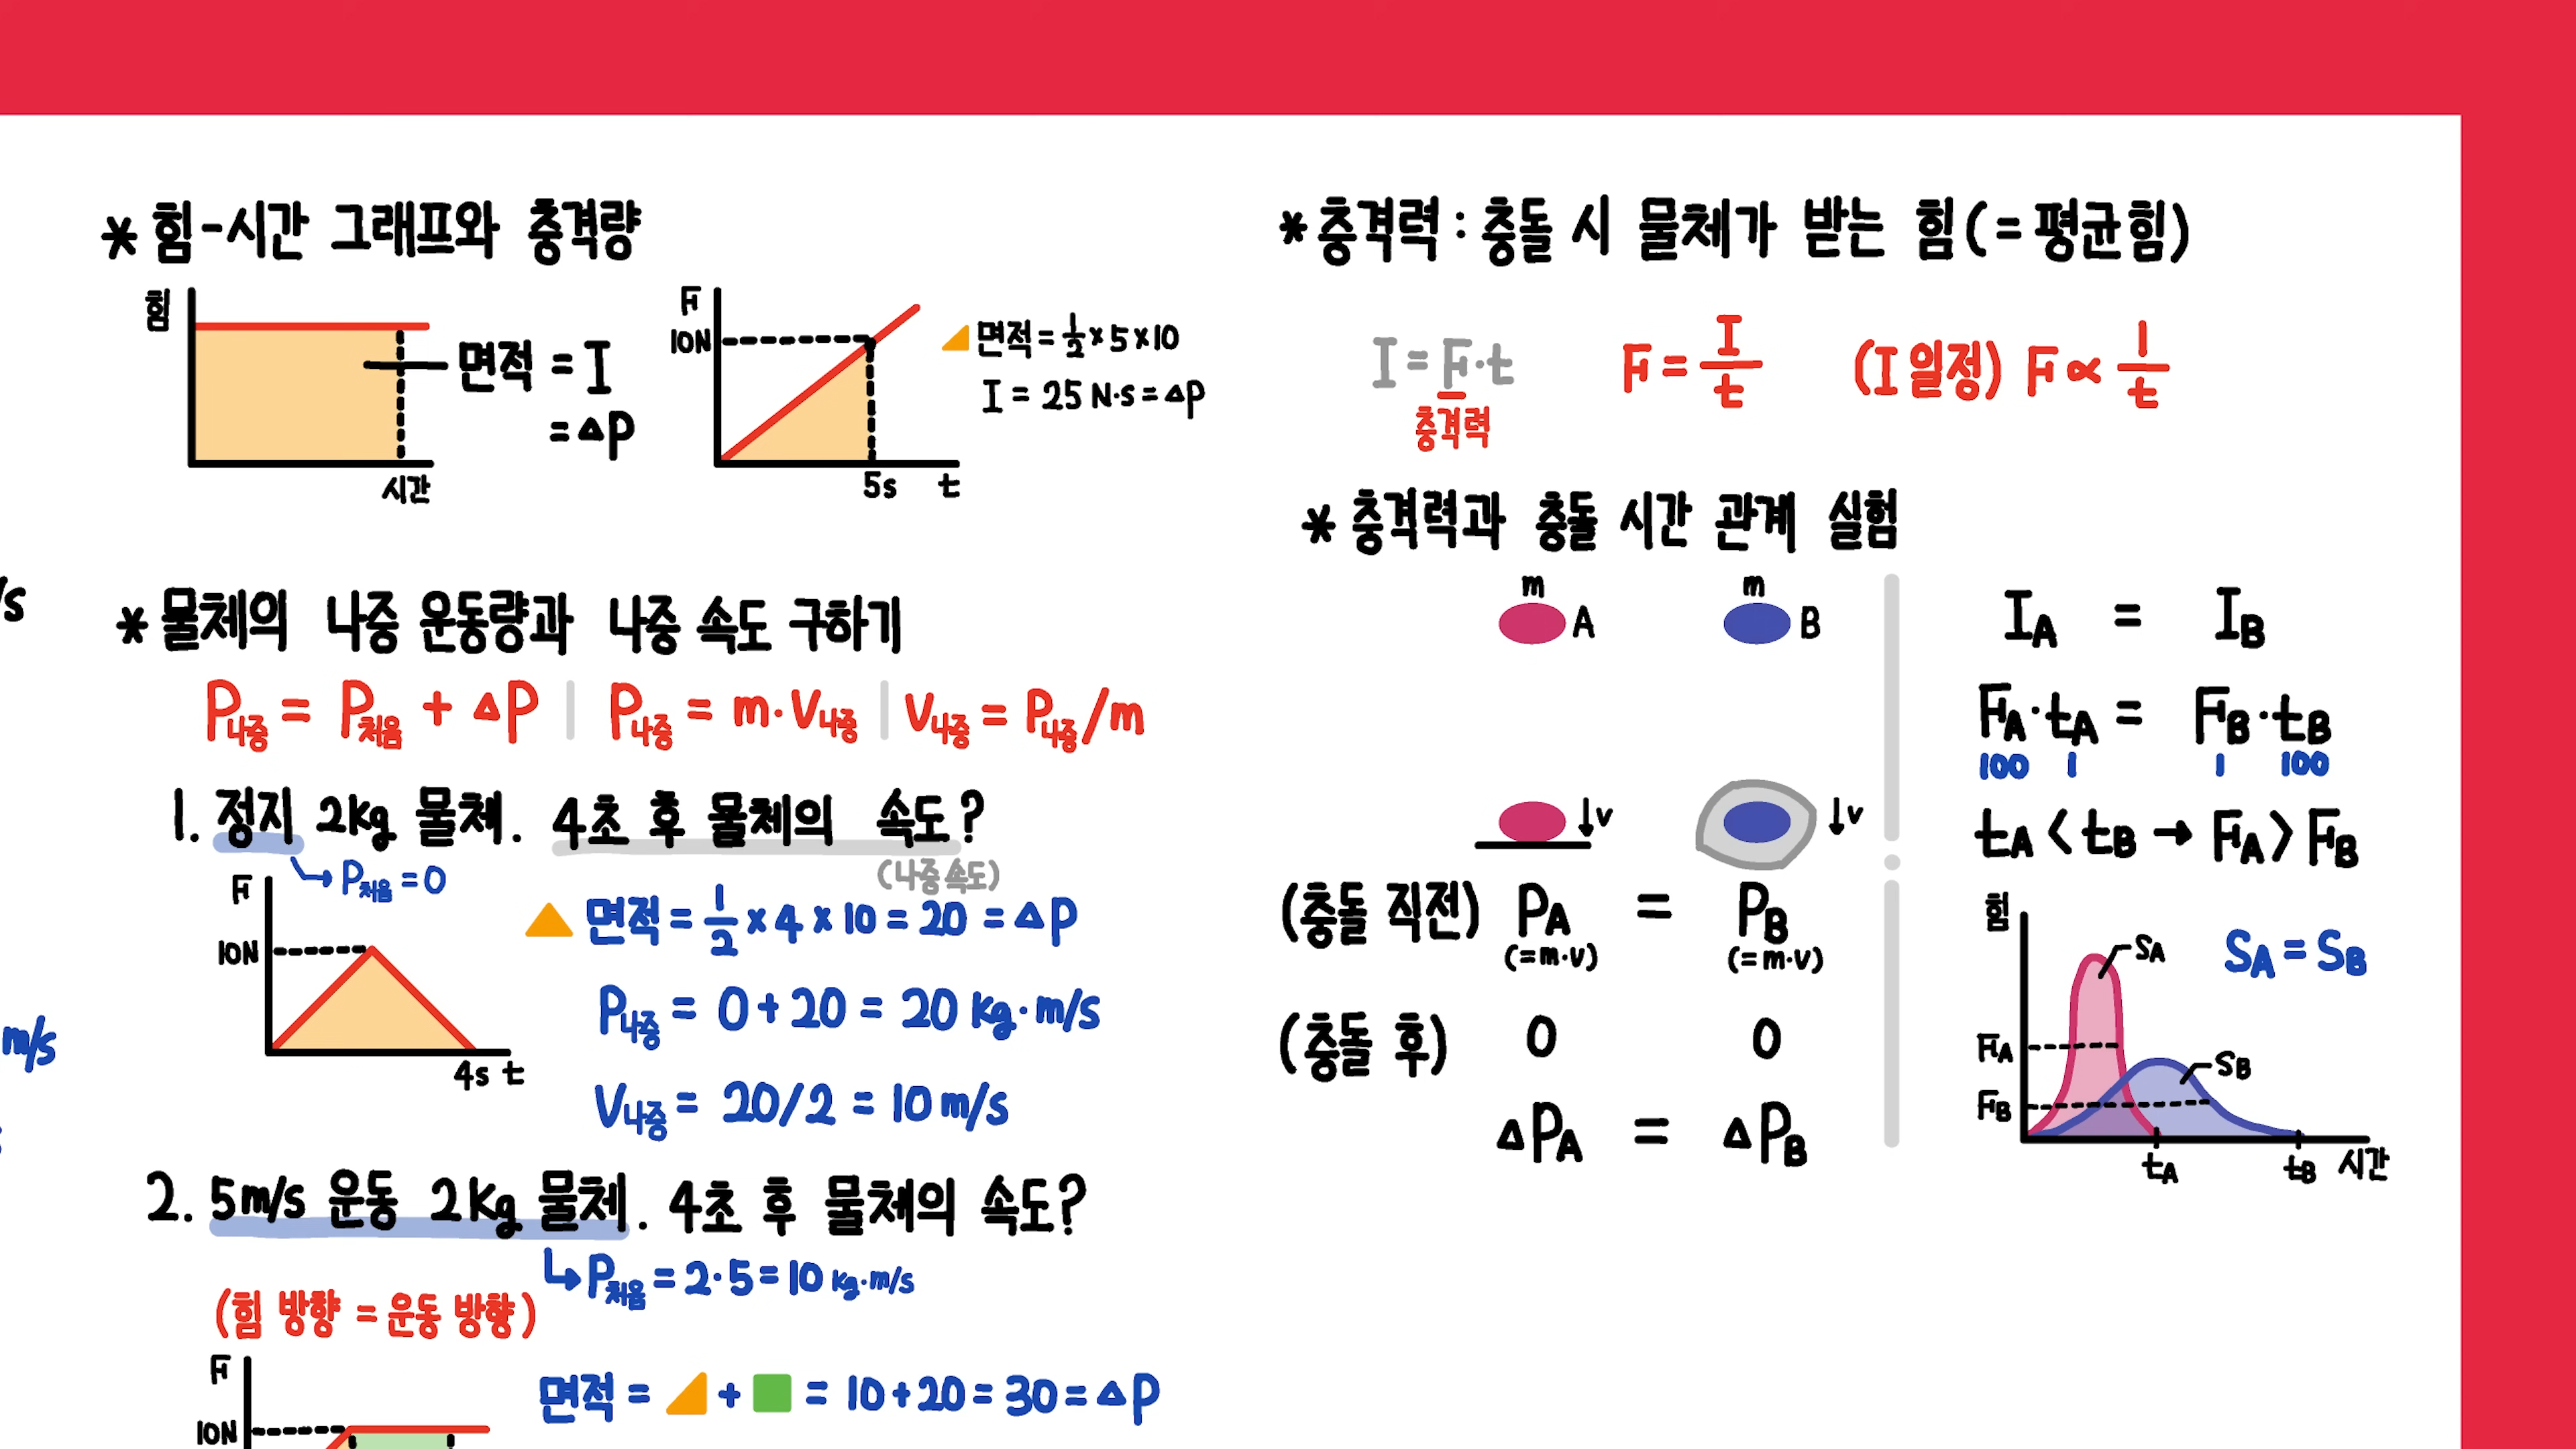 /s
m/s
* 힘-시간 그래프와 충격량
힘
면적 = I
= ΔP
시간
F
10N
면적 = 1/2 × 5 × 10
I = 25 N·s = ΔP
5s t
* 물체의 나중 운동량과 나중 속도 구하기
P나중 = P처음 + ΔP | P나중 = m·V나중 | V나중 = P나중/m
1. 정지 2kg 물체. 4초 후 물체의 속도?
(나중 속도)
→ P처음 = 0
F
10N
4s t
면적 = 1/2 × 4 × 10 = 20 = ΔP
P나중 = 0 + 20 = 20 kg·m/s
V나중 = 20/2 = 10 m/s
2. 5m/s 운동 2kg 물체. 4초 후 물체의 속도?
↳ P처음 = 2·5 = 10 kg·m/s
(힘 방향 = 운동 방향)
F
10N
면적 = ◢ + ■ = 10 + 20 = 30 = ΔP
* 충격력 : 충돌 시 물체가 받는 힘 (= 평균힘)
I = F·t
충격력
F = I/t
(I 일정) F ∝ 1/t
* 충격력과 충돌 시간 관계 실험
m m
A B
↓v ↓v
(충돌 직전) PA = PB
(=m·v) (=m·v)
(충돌 후) 0 0
ΔPA = ΔPB
IA = IB
FA·tA = FB·tB
100 1 1 100
tA < tB → FA > FB
힘
SA
SA = SB
FA
SB
FB
tA tB 시간